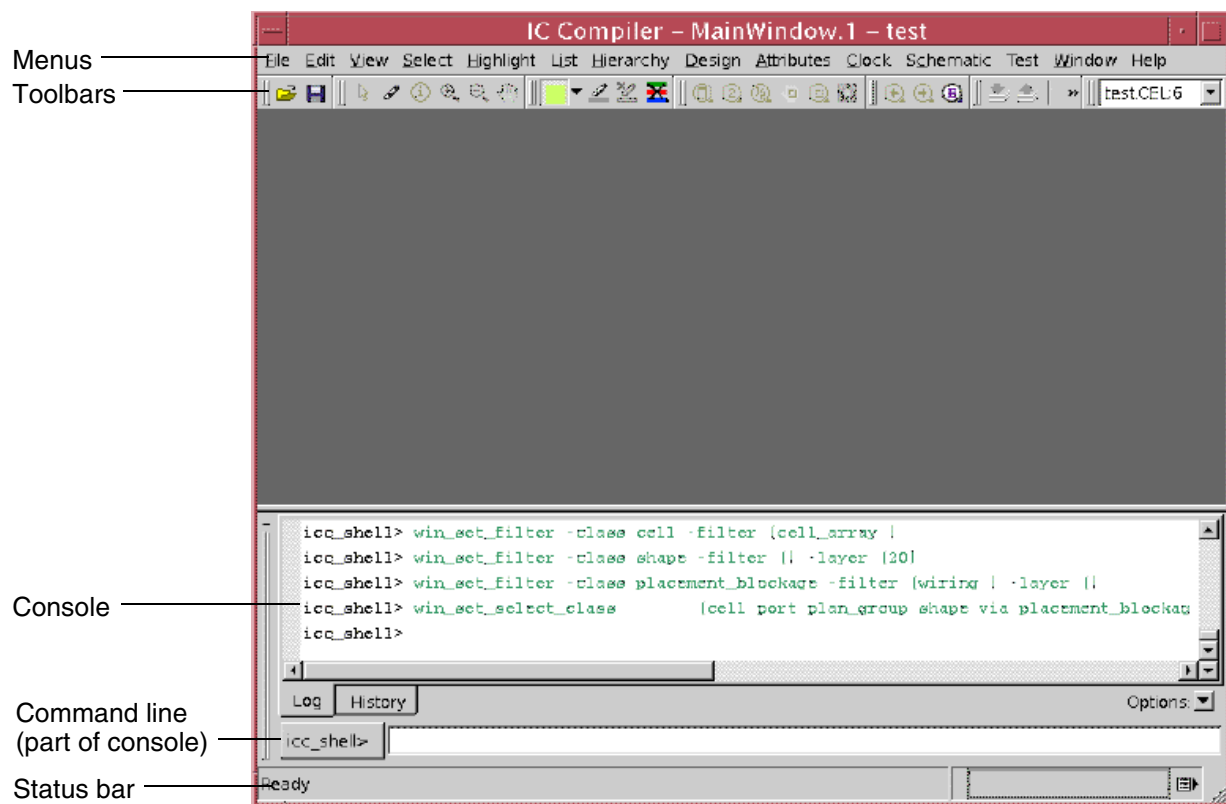 IC Compiler – MainWindow.1 – test
Menus
File Edit View Select Highlight List Hierarchy Design Attributes Clock Schematic Test Window Help
Toolbars
» test.CEL:6
icc_shell> win_set_filter -class cell -filter {cell_array }
icc_shell> win_set_filter -class shape -filter {} -layer {20}
icc_shell> win_set_filter -class placement_blockage -filter {wiring } -layer {}
Console
icc_shell> win_set_select_class {cell port plan_group shape via placement_blockag
icc_shell>
Log History Options:
Command line
(part of console)
icc_shell>
Status bar
Ready